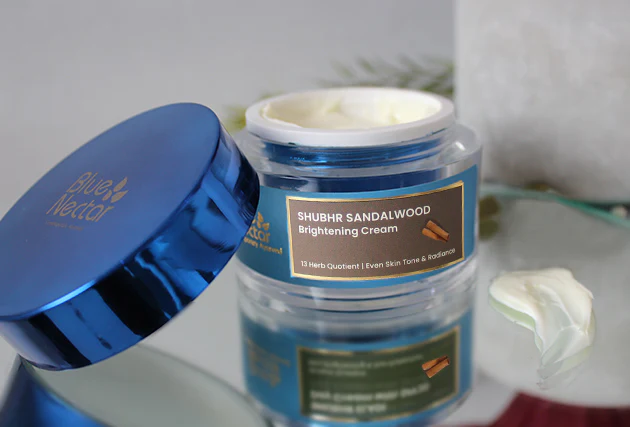 Blue
Nectar
SHUBHR SANDALWOOD
Brightening Cream
13 Herb Quotient | Even Skin Tone & Radiance